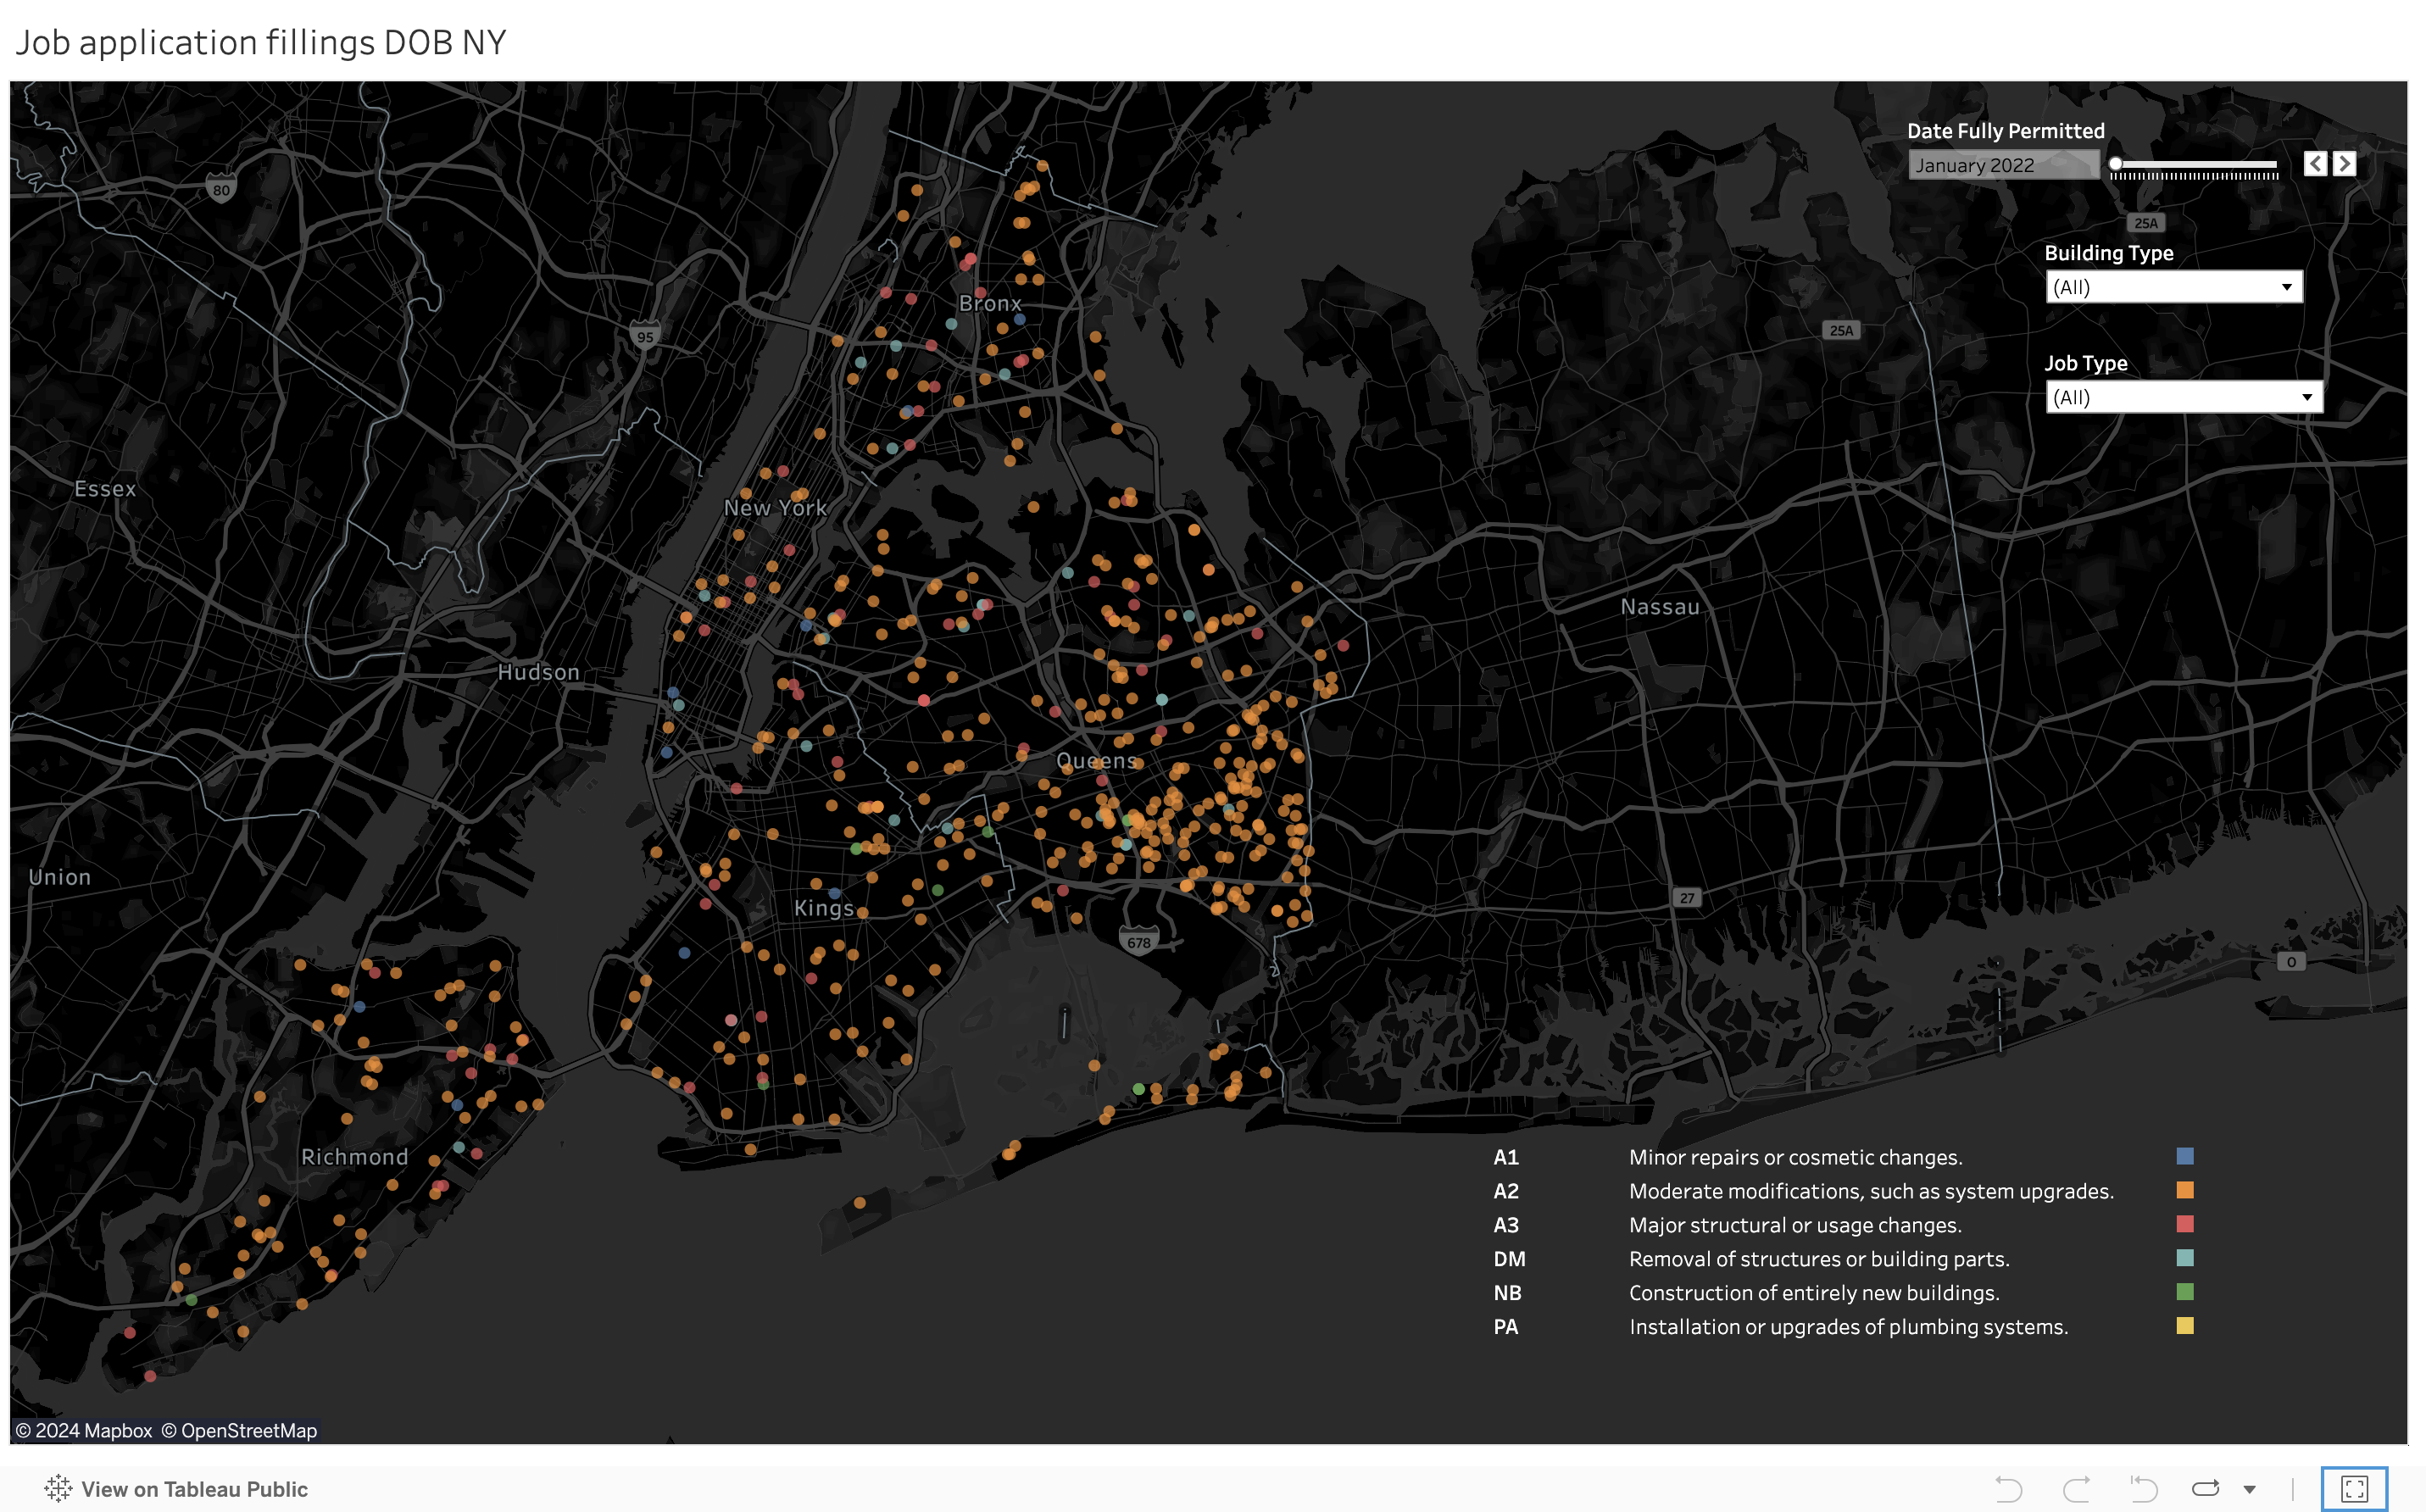 Job application fillings DOB NY
Date Fully Permitted
January 2022
80
25A
Building Type
(All)
Bronx
25A
95
Job Type
(All)
Essex
New York
Nassau
Hudson
Queens
Union
27
Kings
678
0
Richmond
A1 Minor repairs or cosmetic changes.
A2 Moderate modifications, such as system upgrades.
A3 Major structural or usage changes.
DM Removal of structures or building parts.
NB Construction of entirely new buildings.
PA Installation or upgrades of plumbing systems.
© 2024 Mapbox © OpenStreetMap
View on Tableau Public